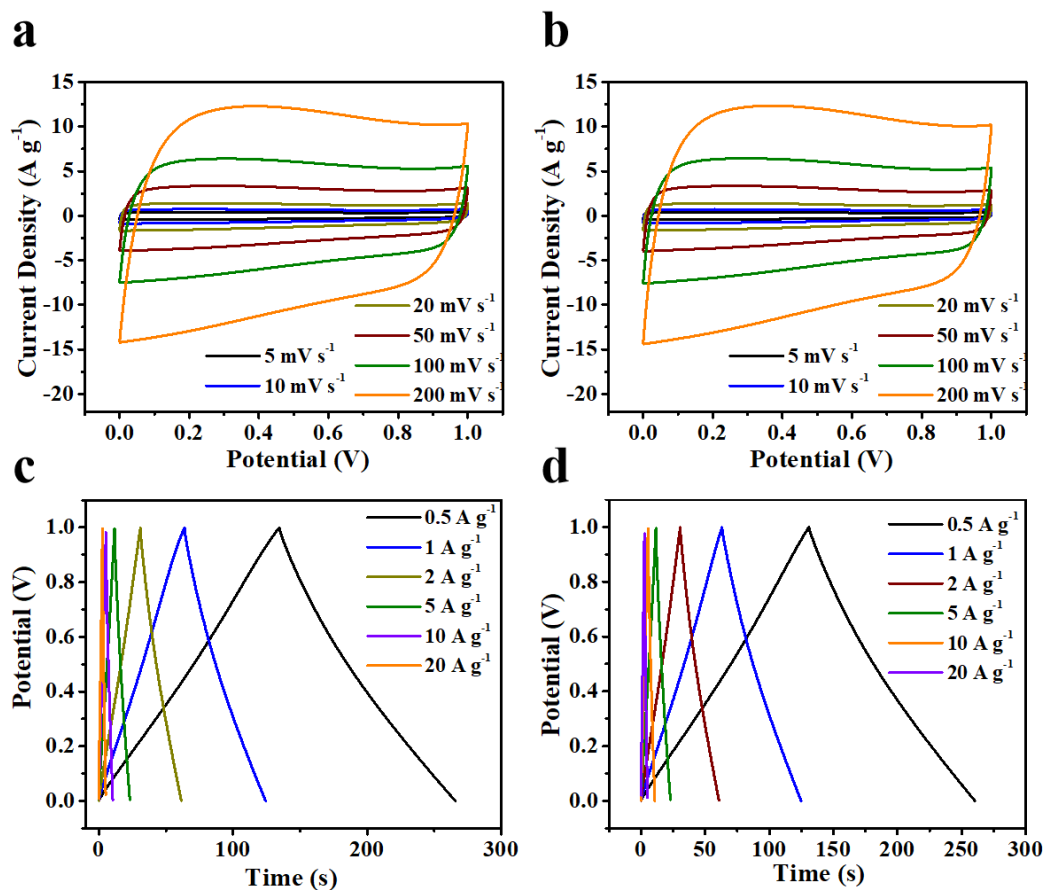 a
15
10
5
0
-5
-10
-15
-20
Current Density (A g⁻¹)
20 mV s⁻¹
50 mV s⁻¹
5 mV s⁻¹
100 mV s⁻¹
10 mV s⁻¹
200 mV s⁻¹
0.0 0.2 0.4 0.6 0.8 1.0
Potential (V)
b
15
10
5
0
-5
-10
-15
-20
Current Density (A g⁻¹)
20 mV s⁻¹
50 mV s⁻¹
5 mV s⁻¹
100 mV s⁻¹
10 mV s⁻¹
200 mV s⁻¹
0.0 0.2 0.4 0.6 0.8 1.0
Potential (V)
c
1.0
0.8
0.6
0.4
0.2
0.0
Potential (V)
0.5 A g⁻¹
1 A g⁻¹
2 A g⁻¹
5 A g⁻¹
10 A g⁻¹
20 A g⁻¹
0 100 200 300
Time (s)
d
1.0
0.8
0.6
0.4
0.2
0.0
Potential (V)
0.5 A g⁻¹
1 A g⁻¹
2 A g⁻¹
5 A g⁻¹
10 A g⁻¹
20 A g⁻¹
0 50 100 150 200 250 300
Time (s)